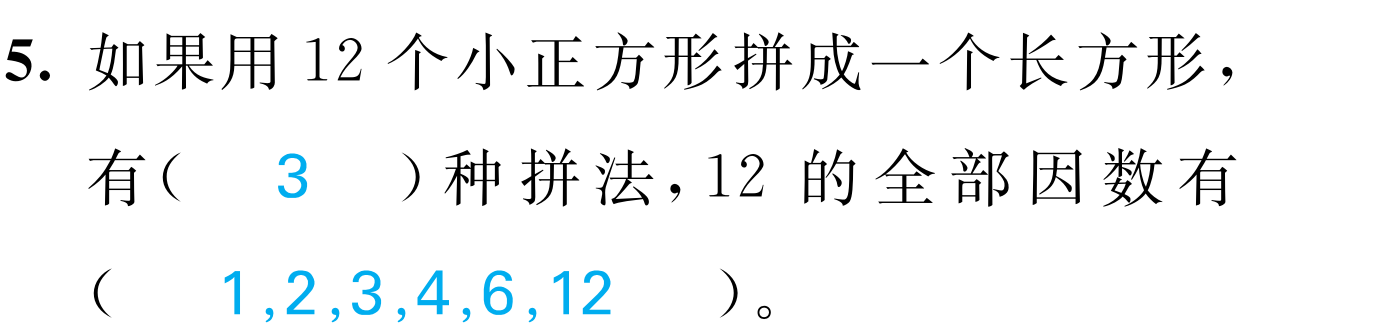 5. 如果用 12 个小正方形拼成一个长方形，
有（ 3 ）种拼法，12 的全部因数有
（ 1,2,3,4,6,12 ）。